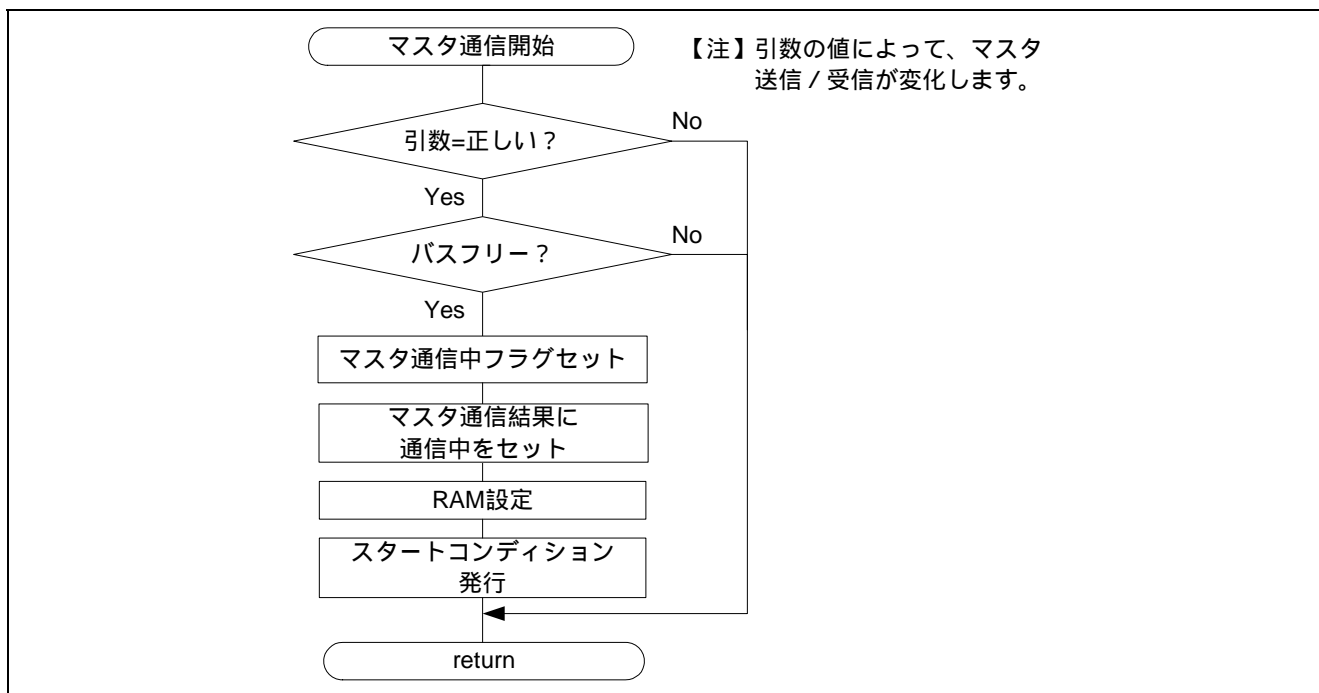 マスタ通信開始
【注】引数の値によって、マスタ
送信 / 受信が変化します。
引数=正しい?
No
Yes
バスフリー?
No
Yes
マスタ通信中フラグセット
マスタ通信結果に
通信中をセット
RAM設定
スタートコンディション
発行
return